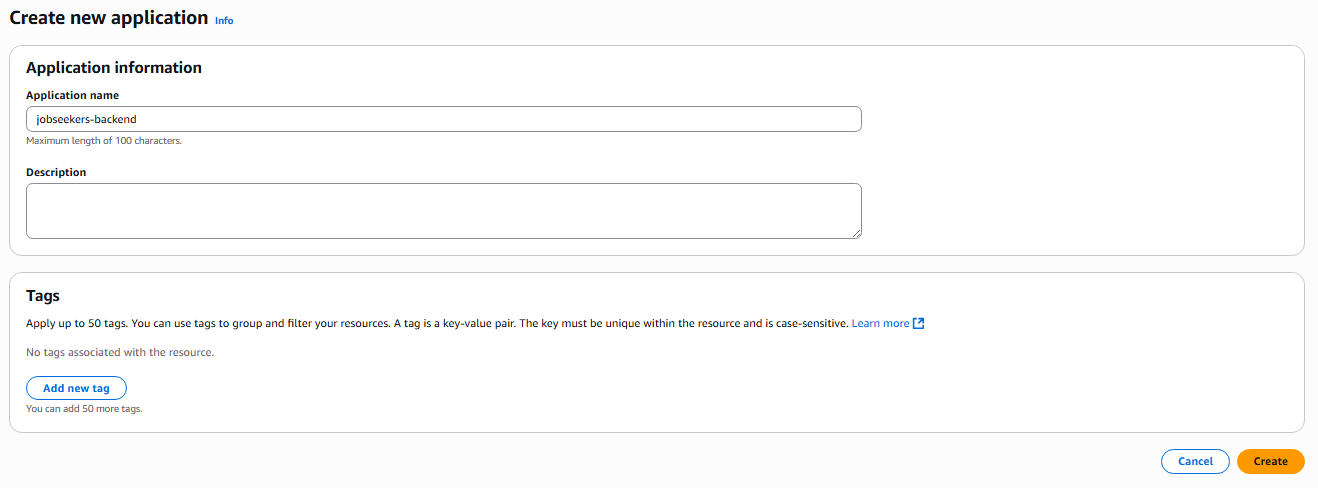 Create new application Info
Application information
Application name
jobseekers-backend
Maximum length of 100 characters.
Description
Tags
Apply up to 50 tags. You can use tags to group and filter your resources. A tag is a key-value pair. The key must be unique within the resource and is case-sensitive. Learn more
No tags associated with the resource.
Add new tag
You can add 50 more tags.
Cancel Create